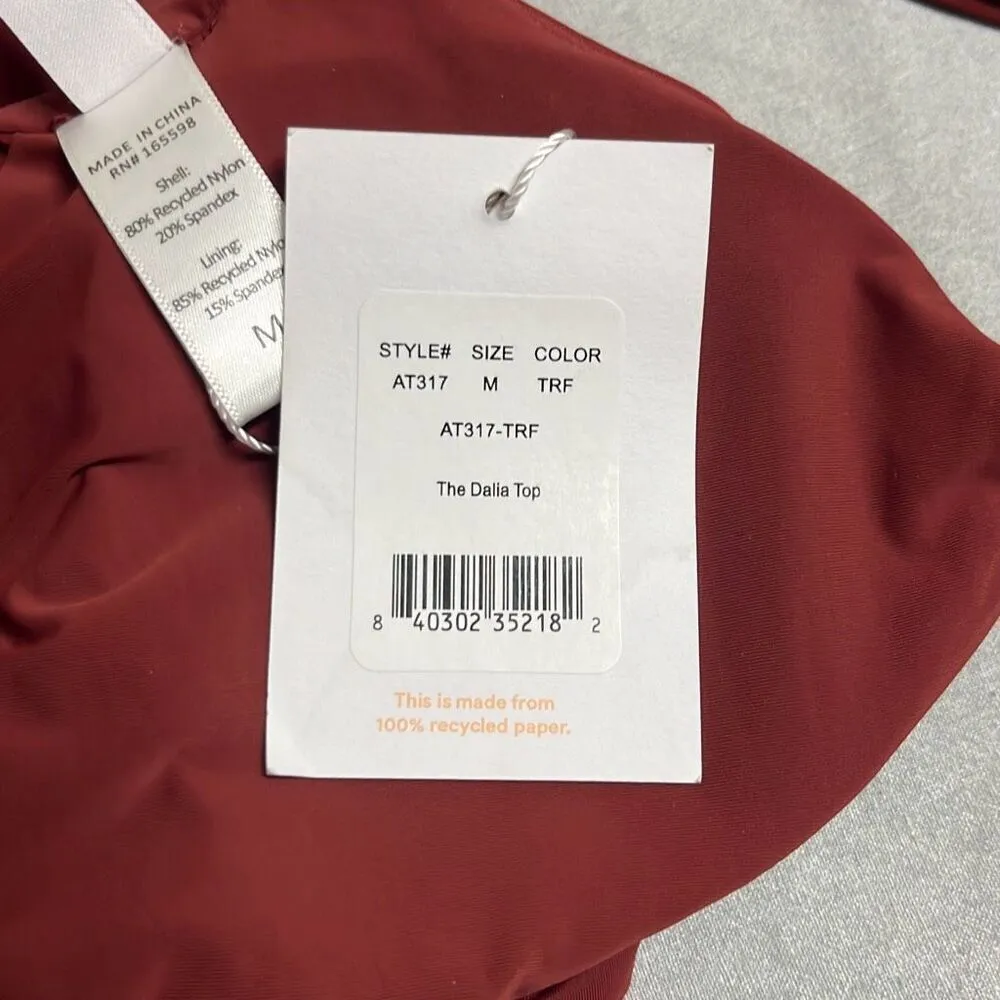 MADE IN CHINA
RN# 165598
Shell:
80% Recycled Nylon
20% Spandex
Lining:
85% Recycled Nylo
15% Spandex
M
STYLE# SIZE COLOR
AT317 M TRF
AT317-TRF
The Dalia Top
8 40302 35218 2
This is made from
100% recycled paper.